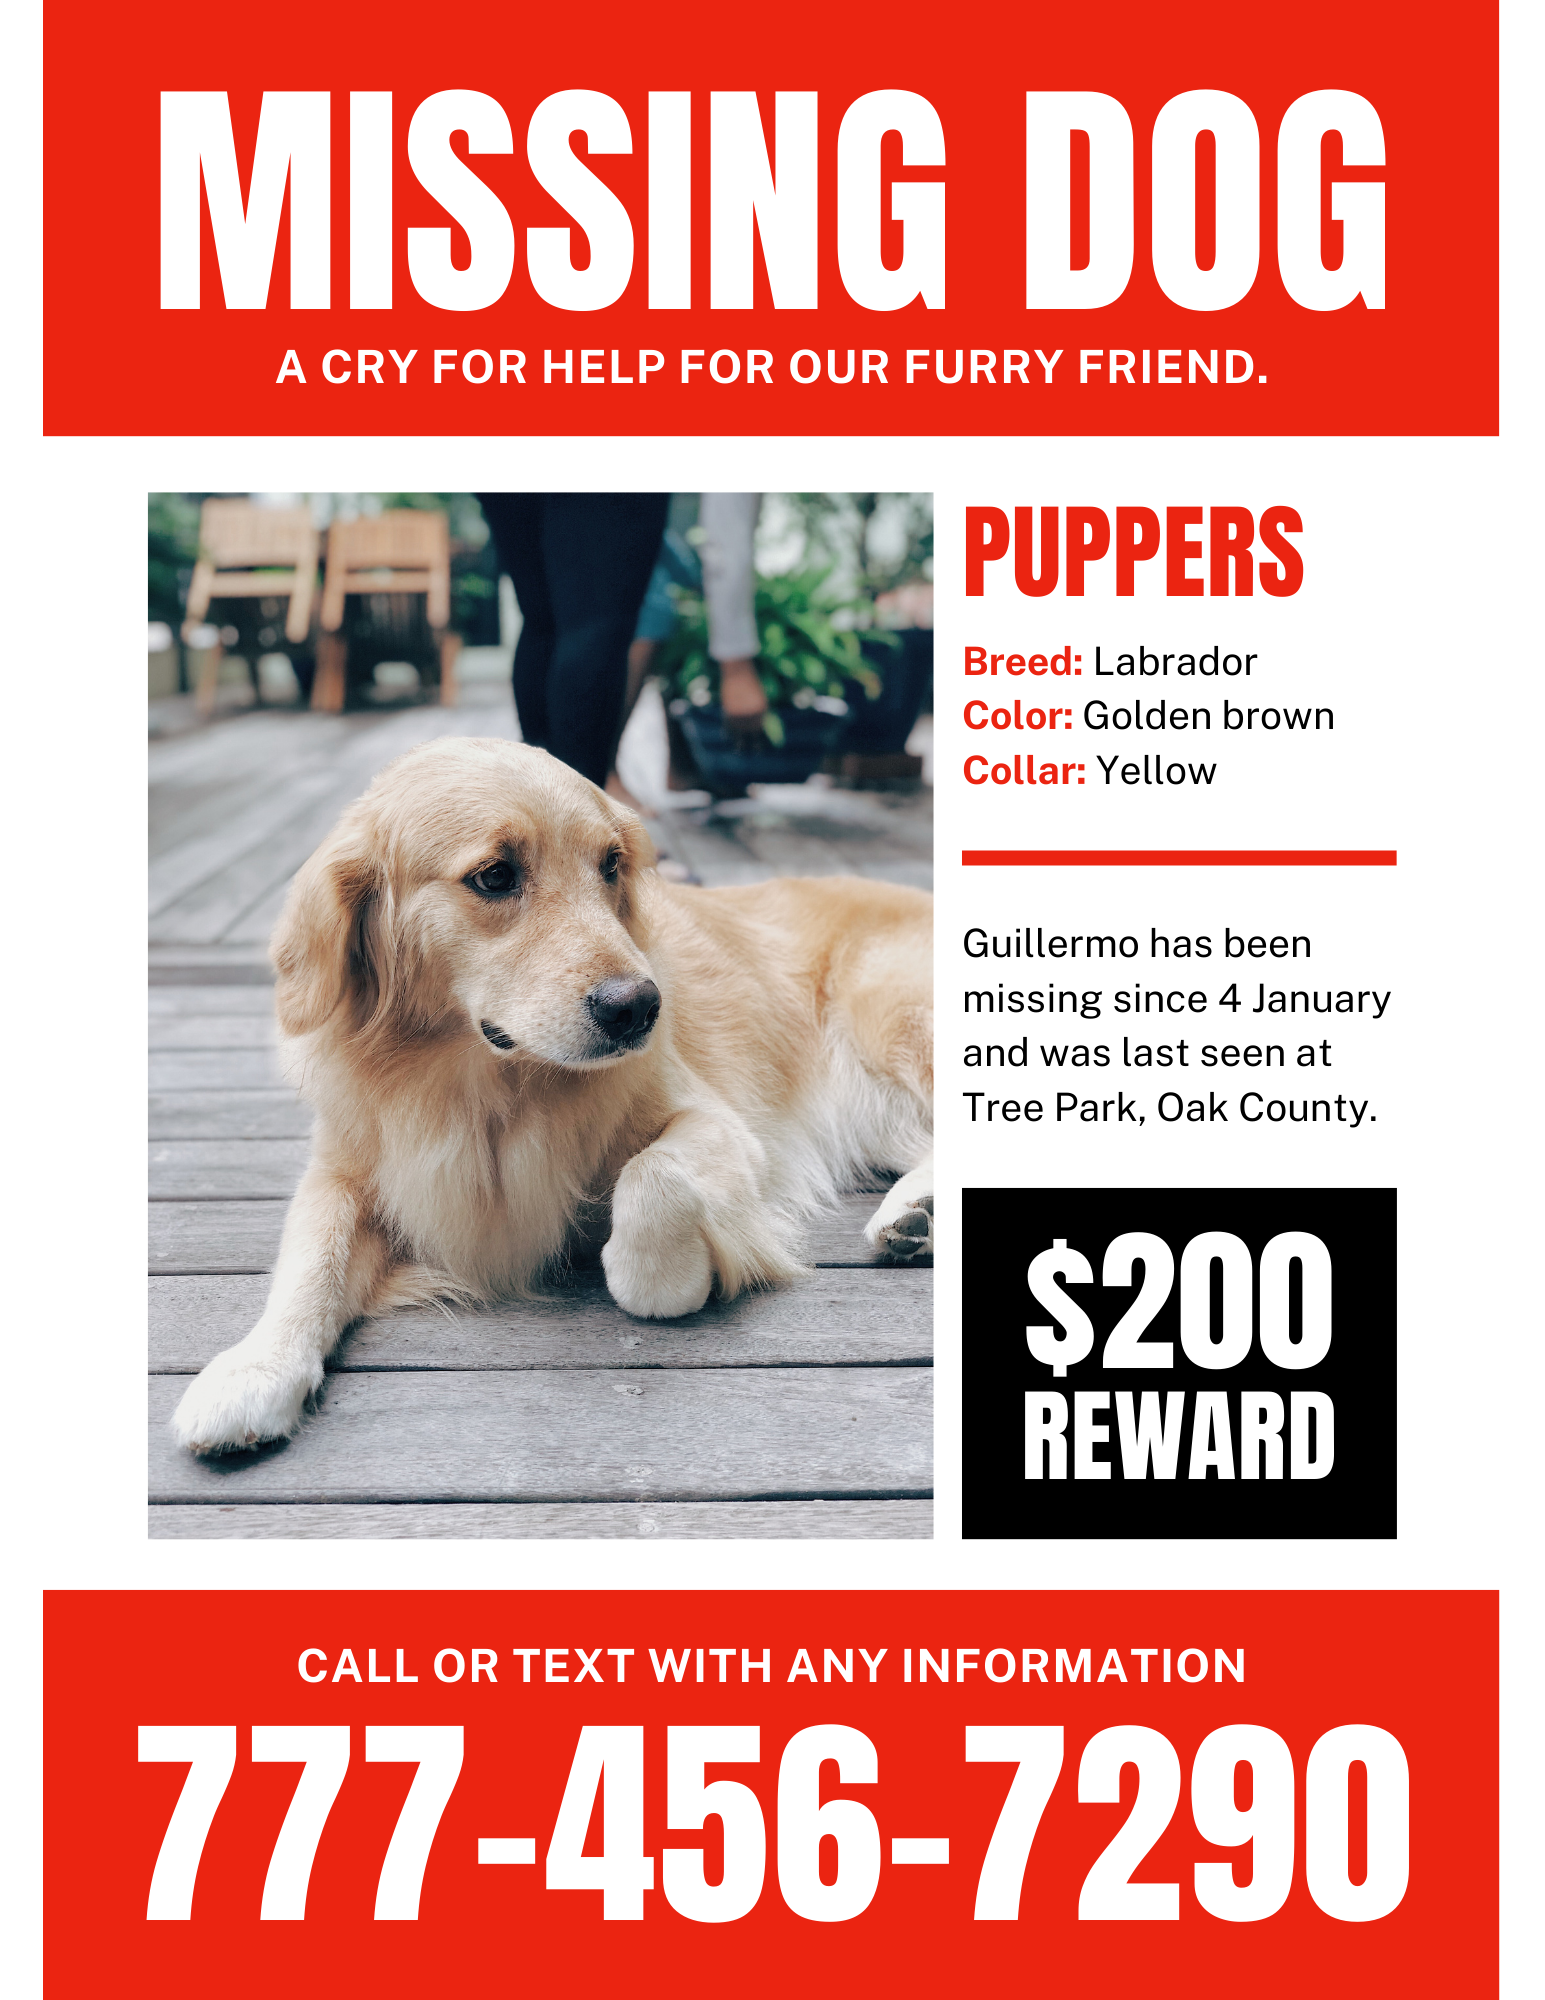 MISSING DOG
A CRY FOR HELP FOR OUR FURRY FRIEND.
PUPPERS
Breed: Labrador
Color: Golden brown
Collar: Yellow
Guillermo has been
missing since 4 January
and was last seen at
Tree Park, Oak County.
$200
REWARD
CALL OR TEXT WITH ANY INFORMATION
777-456-7290